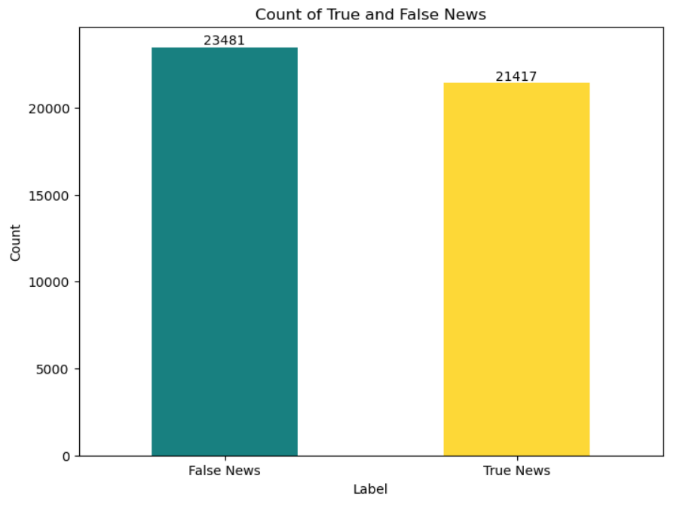 Count of True and False News
23481
21417
20000
15000
10000
5000
0
Count
False News
True News
Label